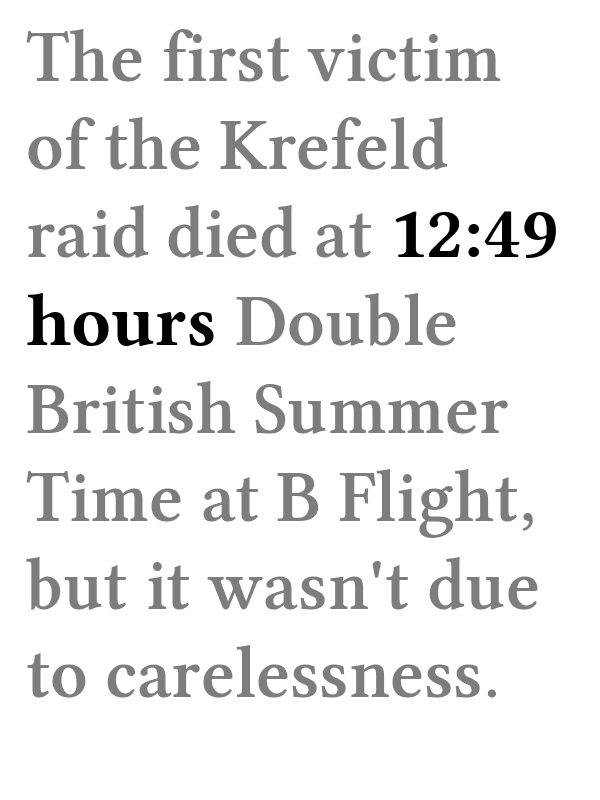 The first victim
of the Krefeld
raid died at 12:49
hours Double
British Summer
Time at B Flight,
but it wasn't due
to carelessness.